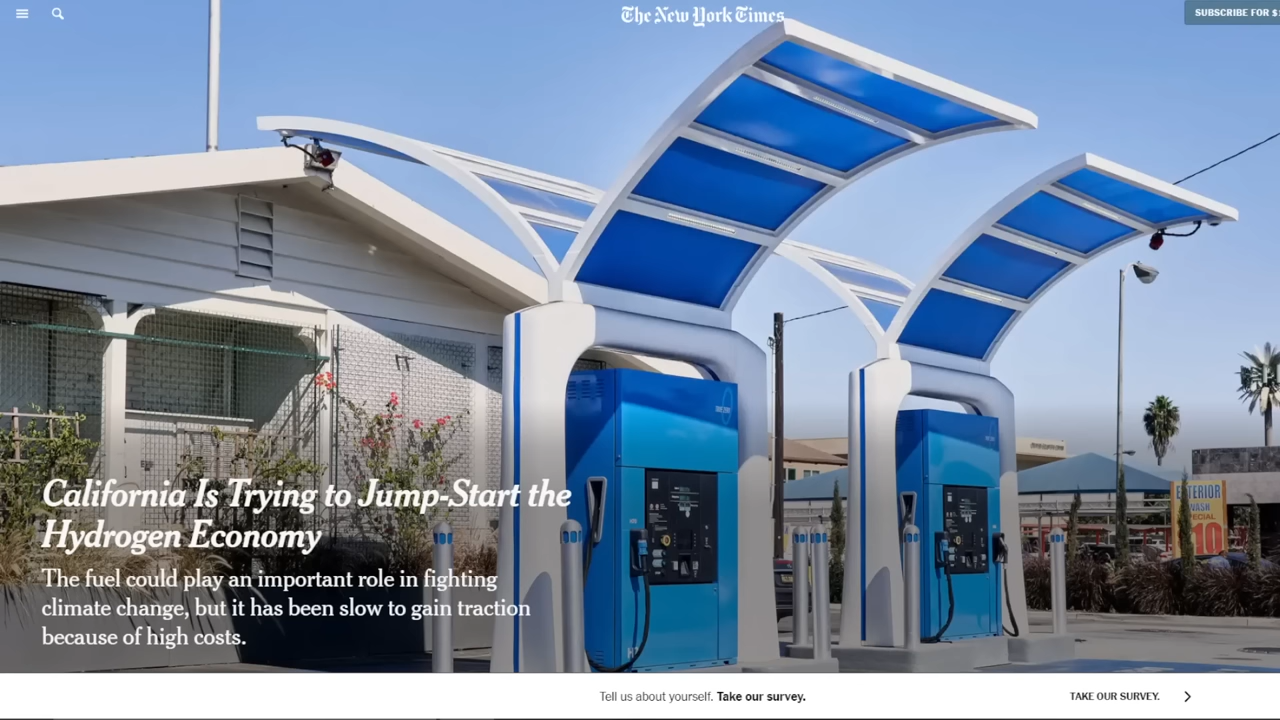 The New York Times
SUBSCRIBE FOR $
California Is Trying to Jump-Start the
Hydrogen Economy
The fuel could play an important role in fighting
climate change, but it has been slow to gain traction
because of high costs.
EXTERIOR
WASH
SPECIAL
10
Tell us about yourself. Take our survey.
TAKE OUR SURVEY.